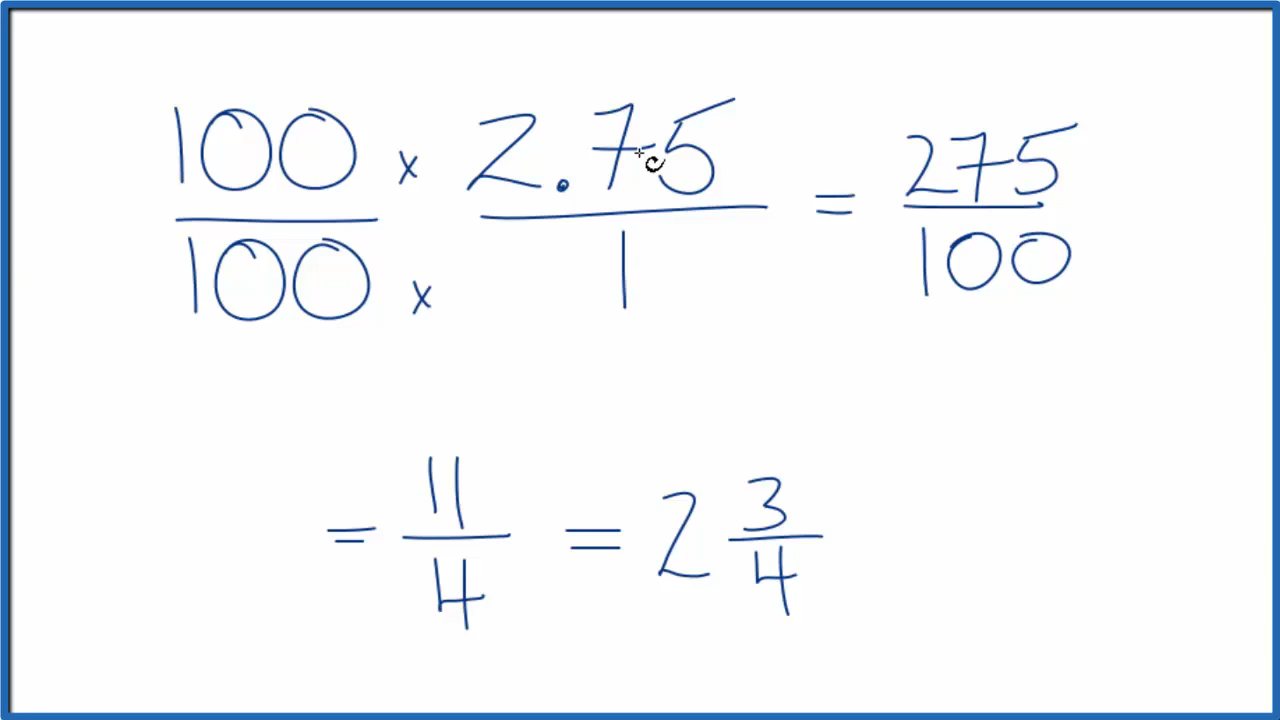 100 × 2.75 = 275
100 × 1 100
= 11 = 2 3
4 4